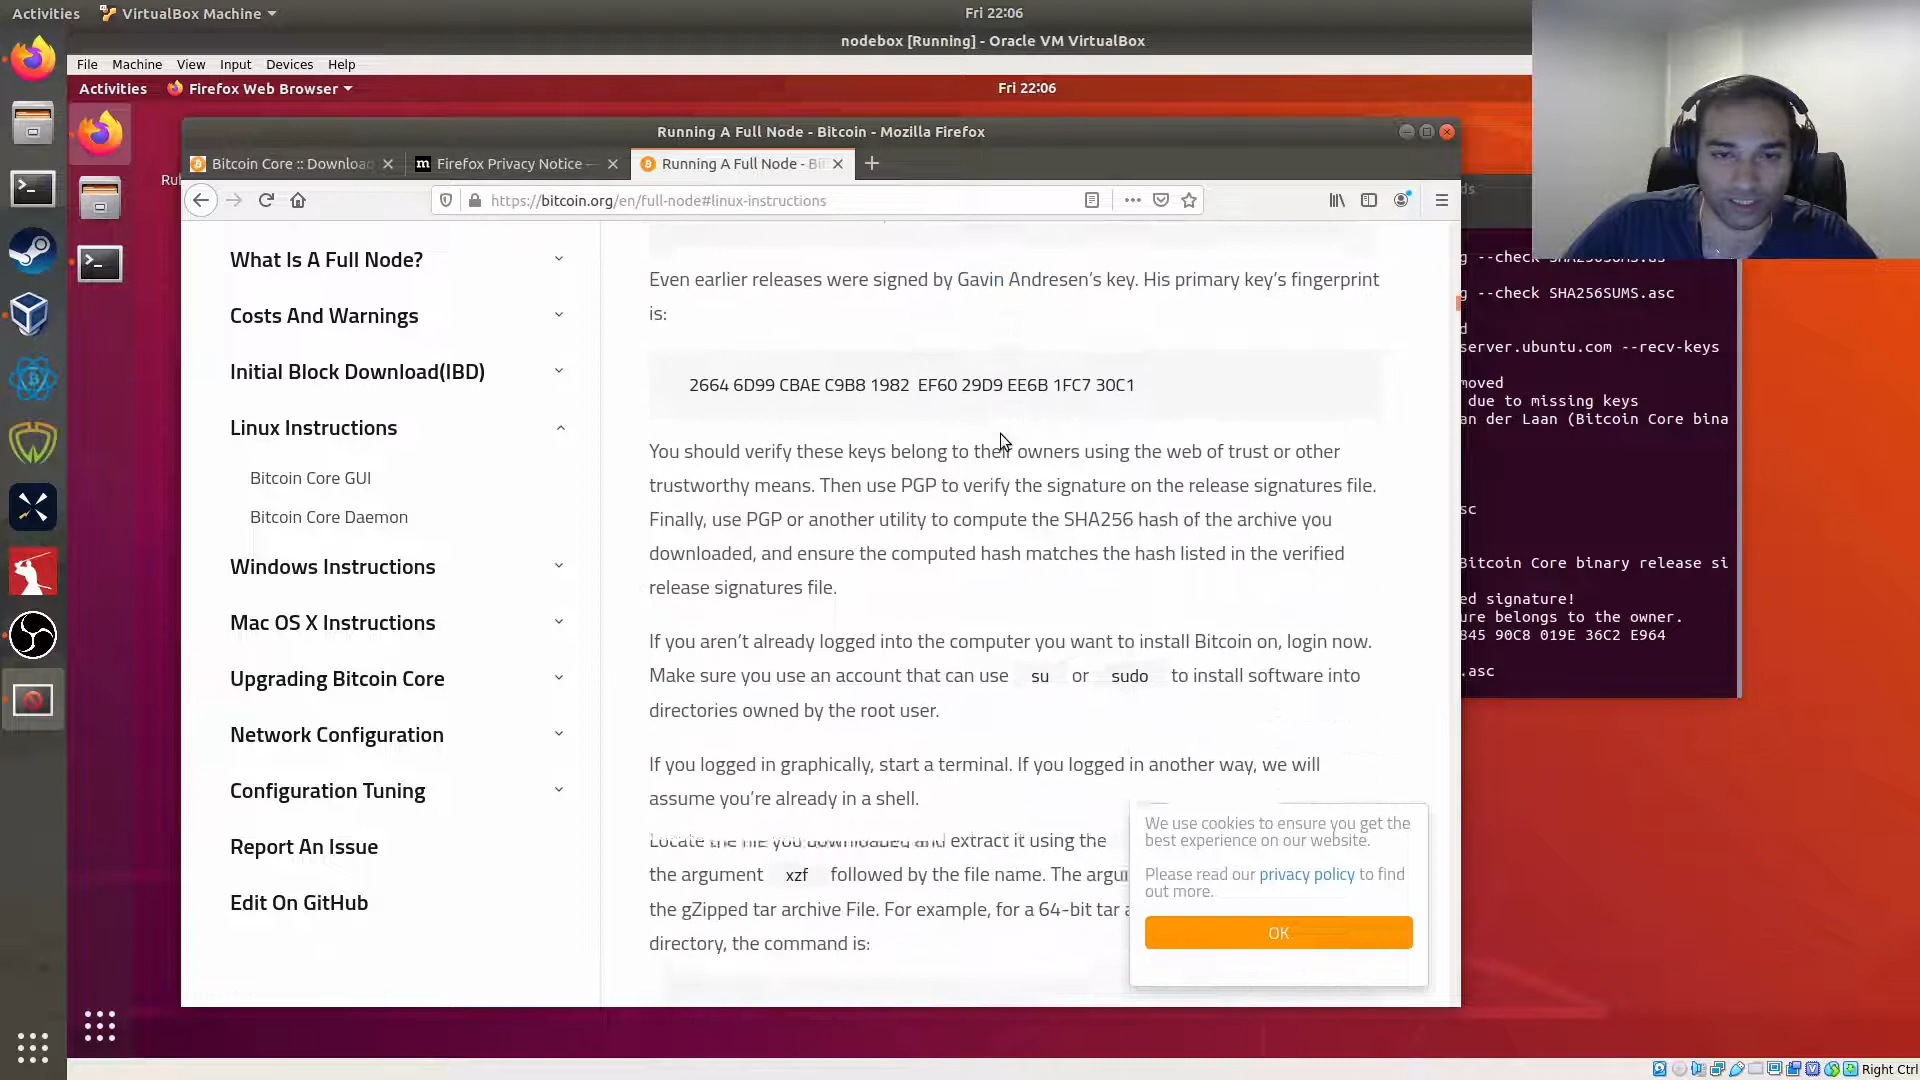 Activities
VirtualBox Machine
Fri 22:06
nodebox [Running] - Oracle VM VirtualBox
File Machine View Input Devices Help
Activities
Firefox Web Browser
Fri 22:06
Running A Full Node - Bitcoin - Mozilla Firefox
Bitcoin Core :: Download
Firefox Privacy Notice
Running A Full Node - Bit
https://bitcoin.org/en/full-node#linux-instructions
What Is A Full Node?
Costs And Warnings
Initial Block Download(IBD)
Linux Instructions
Bitcoin Core GUI
Bitcoin Core Daemon
Windows Instructions
Mac OS X Instructions
Upgrading Bitcoin Core
Network Configuration
Configuration Tuning
Report An Issue
Edit On GitHub
Even earlier releases were signed by Gavin Andresen’s key. His primary key’s fingerprint
is:
2664 6D99 CBAE C9B8 1982 EF60 29D9 EE6B 1FC7 30C1
You should verify these keys belong to their owners using the web of trust or other
trustworthy means. Then use PGP to verify the signature on the release signatures file.
Finally, use PGP or another utility to compute the SHA256 hash of the archive you
downloaded, and ensure the computed hash matches the hash listed in the verified
release signatures file.
If you aren’t already logged into the computer you want to install Bitcoin on, login now.
Make sure you use an account that can use su or sudo to install software into
directories owned by the root user.
If you logged in graphically, start a terminal. If you logged in another way, we will
assume you’re already in a shell.
Locate the file you downloaded and extract it using the
the argument xzf followed by the file name. The argu
the gZipped tar archive File. For example, for a 64-bit tar a
directory, the command is:
We use cookies to ensure you get the
best experience on our website.
Please read our privacy policy to find
out more.
OK
g --check
g --check SHA256SUMS.asc
d
server.ubuntu.com --recv-keys
moved
due to missing keys
an der Laan (Bitcoin Core bina
sc
Bitcoin Core binary release si
ed signature!
ure belongs to the owner.
845 90C8 019E 36C2 E964
.asc
Right Ctrl